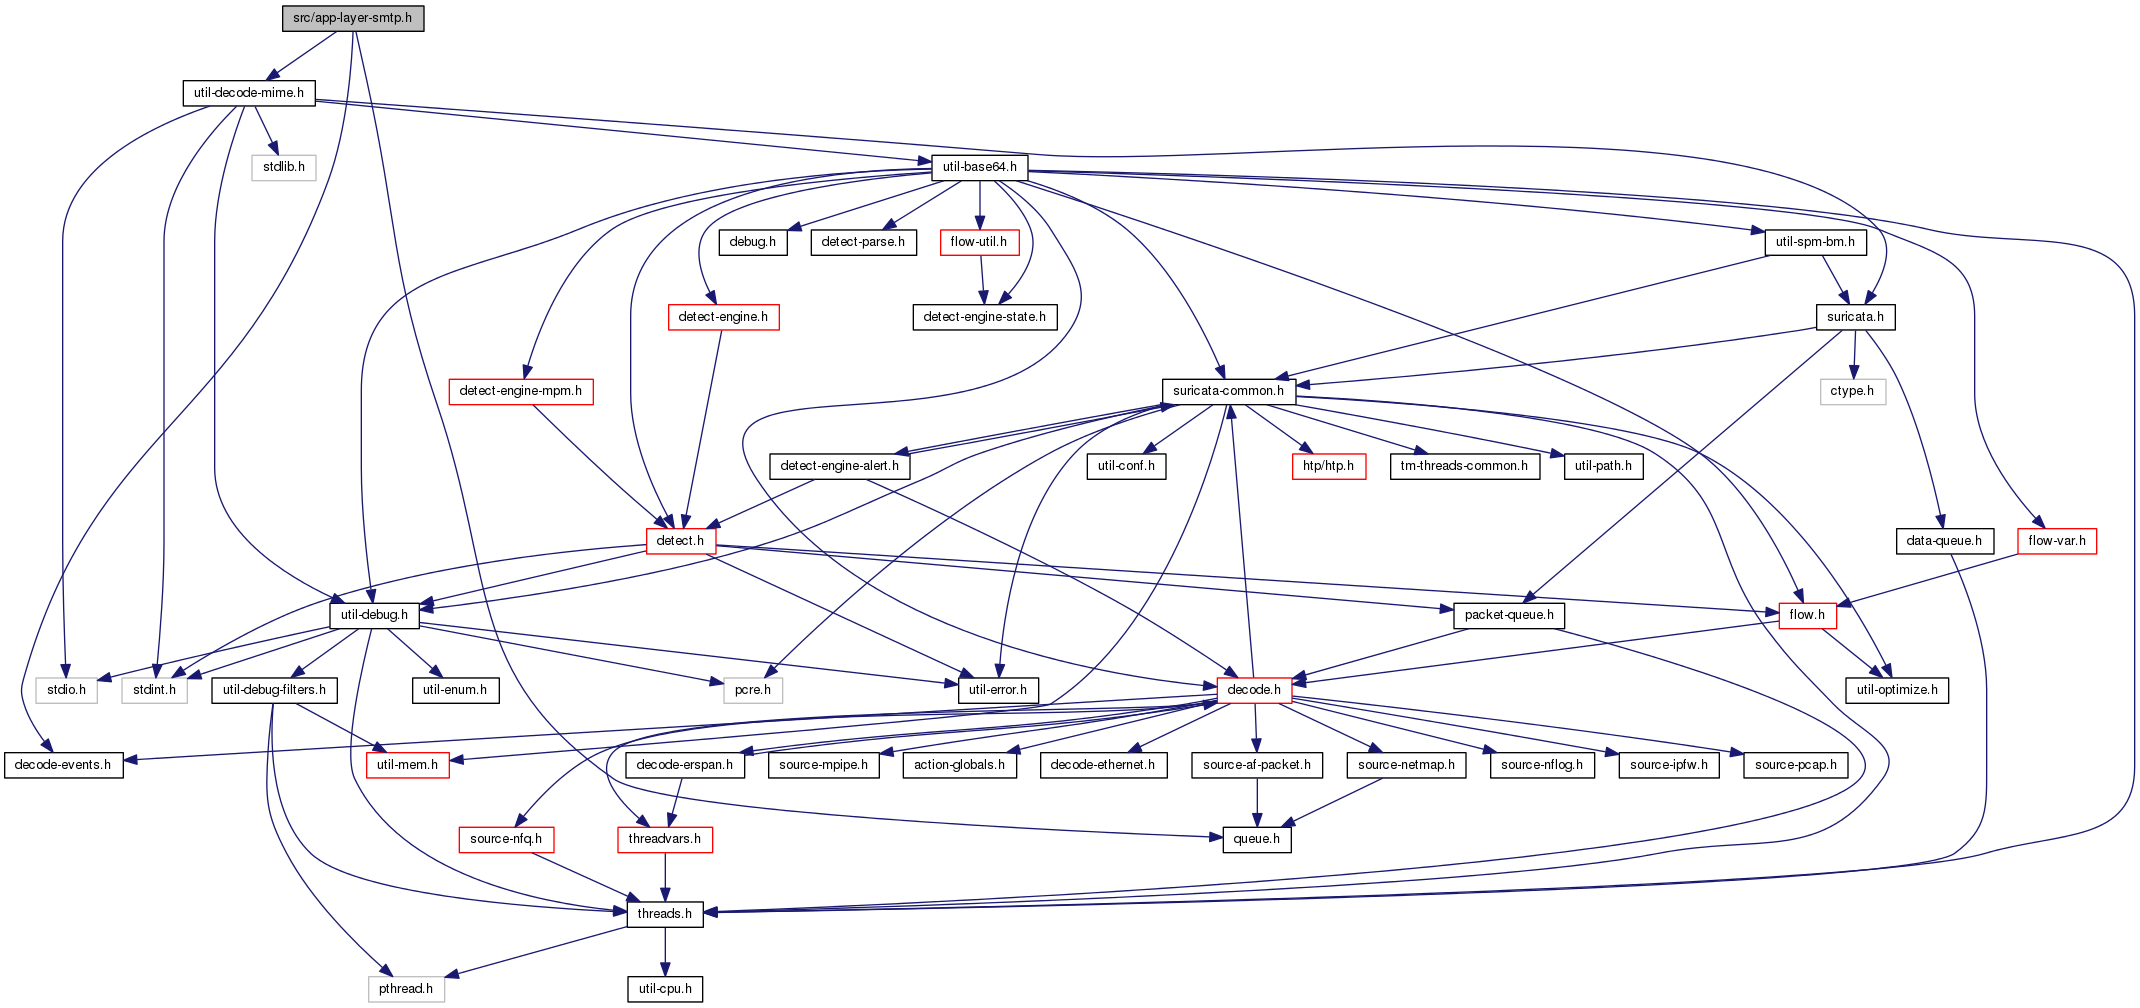 src/app-layer-smtp.h
util-decode-mime.h
stdlib.h
util-base64.h
debug.h
detect-parse.h
flow-util.h
util-spm-bm.h
detect-engine.h
detect-engine-state.h
suricata.h
detect-engine-mpm.h
suricata-common.h
ctype.h
detect-engine-alert.h
util-conf.h
htp/htp.h
tm-threads-common.h
util-path.h
detect.h
data-queue.h
flow-var.h
util-debug.h
packet-queue.h
flow.h
stdio.h
stdint.h
util-debug-filters.h
util-enum.h
pcre.h
util-error.h
decode.h
util-optimize.h
decode-events.h
util-mem.h
decode-erspan.h
source-mpipe.h
action-globals.h
decode-ethernet.h
source-af-packet.h
source-netmap.h
source-nflog.h
source-ipfw.h
source-pcap.h
source-nfq.h
threadvars.h
queue.h
threads.h
pthread.h
util-cpu.h